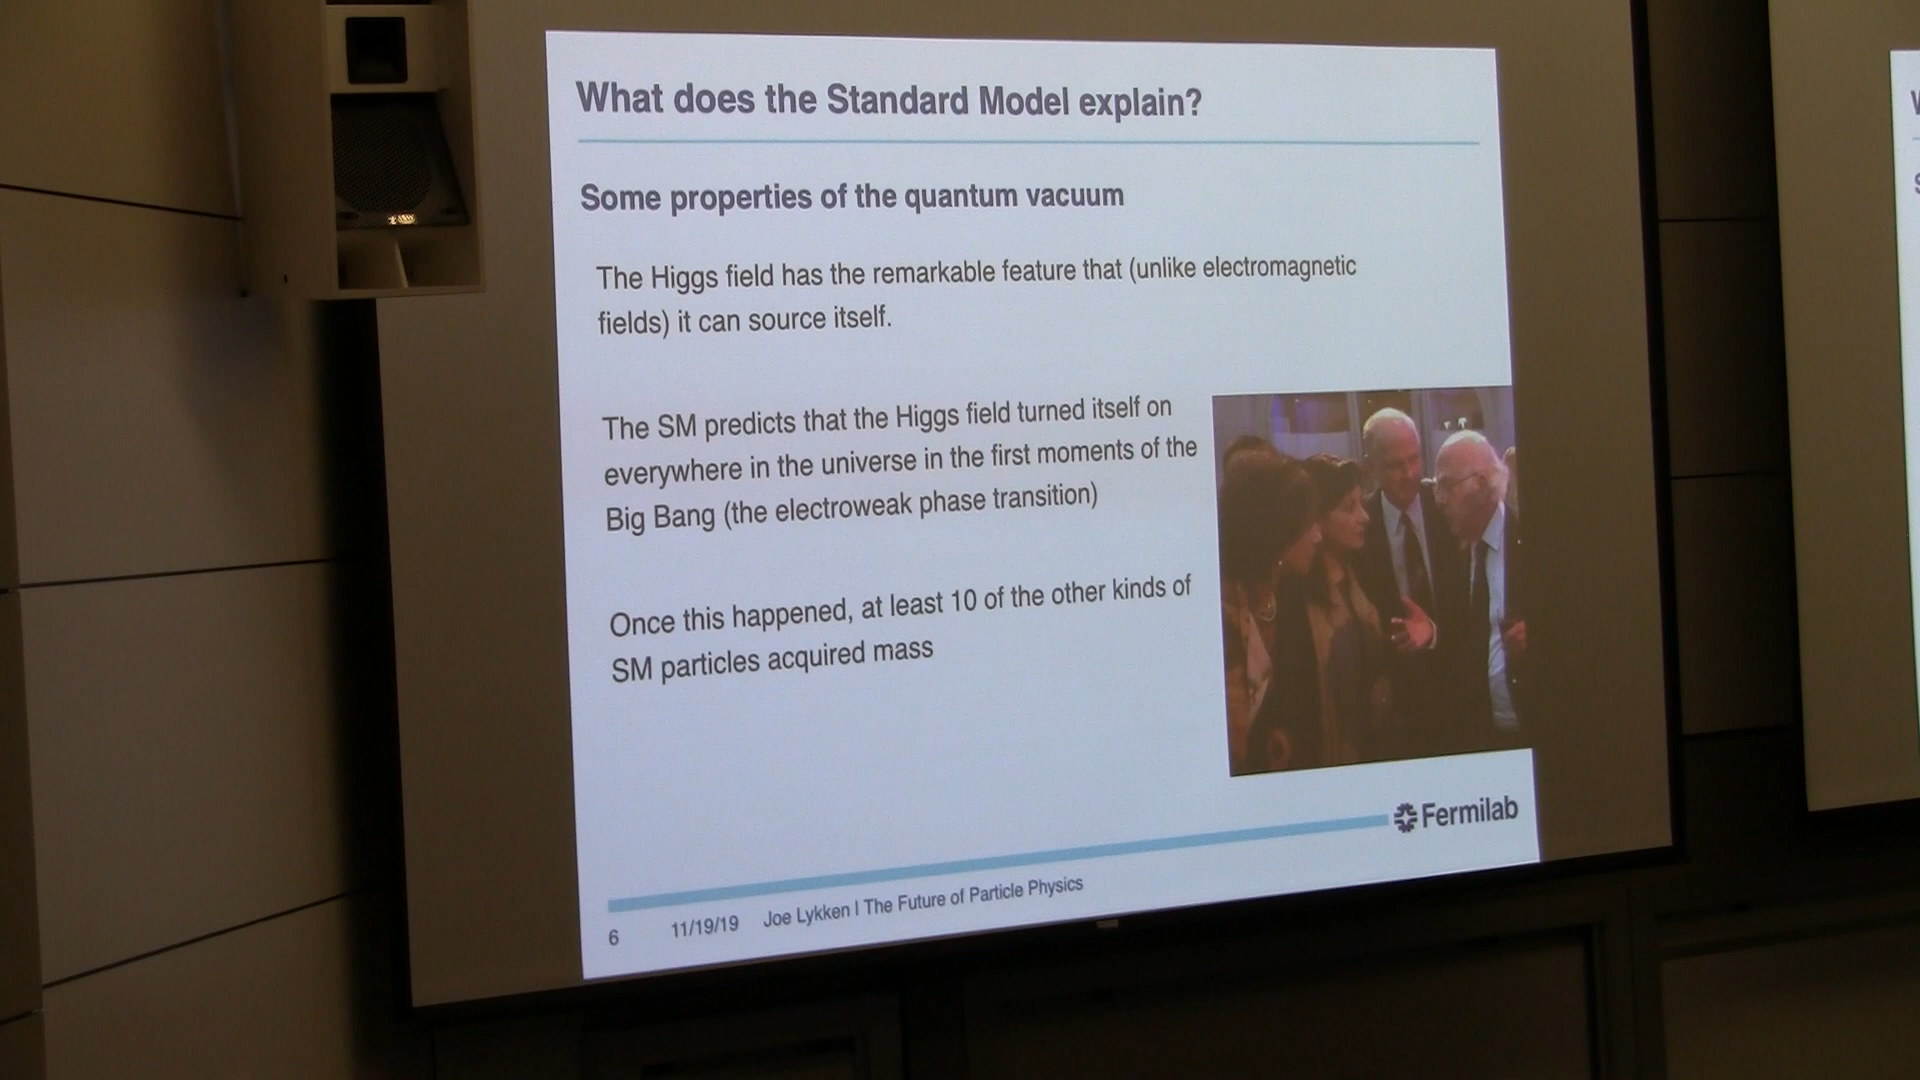 What does the Standard Model explain?
Some properties of the quantum vacuum
The Higgs field has the remarkable feature that (unlike electromagnetic
fields) it can source itself.
The SM predicts that the Higgs field turned itself on
everywhere in the universe in the first moments of the
Big Bang (the electroweak phase transition)
Once this happened, at least 10 of the other kinds of
SM particles acquired mass
Fermilab
6 11/19/19 Joe Lykken | The Future of Particle Physics